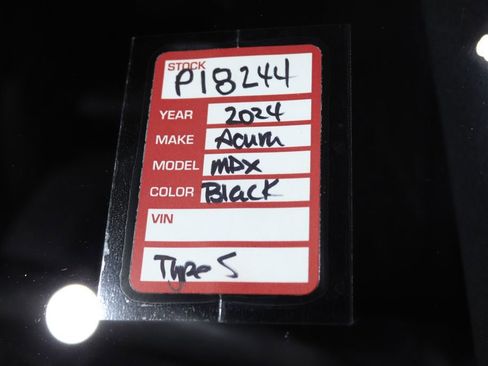 STOCK
P18244
YEAR 2024
MAKE Acura
MODEL MDX
COLOR Black
VIN
Type S